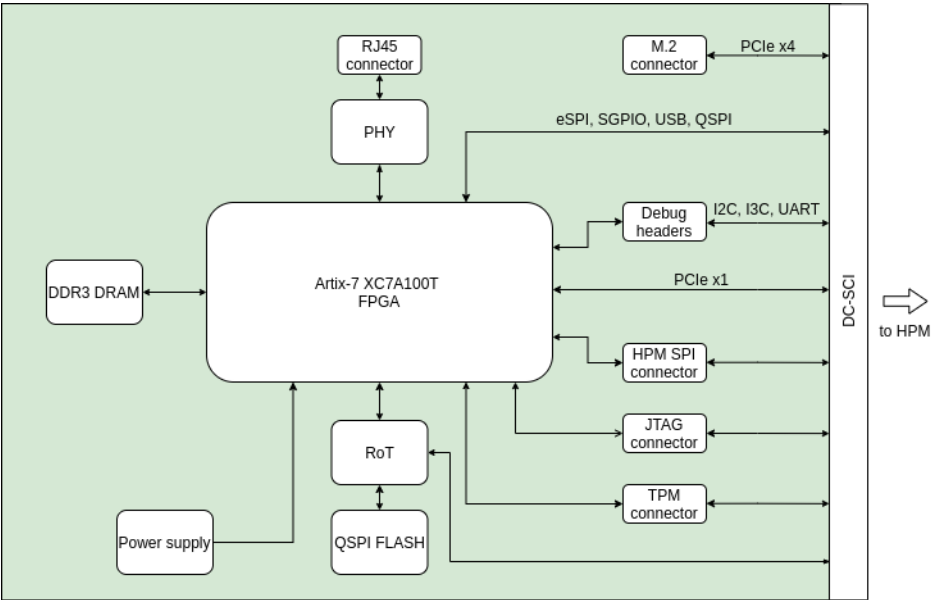 RJ45
connector
M.2
connector
PCIe x4
PHY
eSPI, SGPIO, USB, QSPI
Debug
headers
I2C, I3C, UART
DDR3 DRAM
Artix-7 XC7A100T
FPGA
PCIe x1
DC-SCI
to HPM
HPM SPI
connector
JTAG
connector
RoT
TPM
connector
Power supply
QSPI FLASH